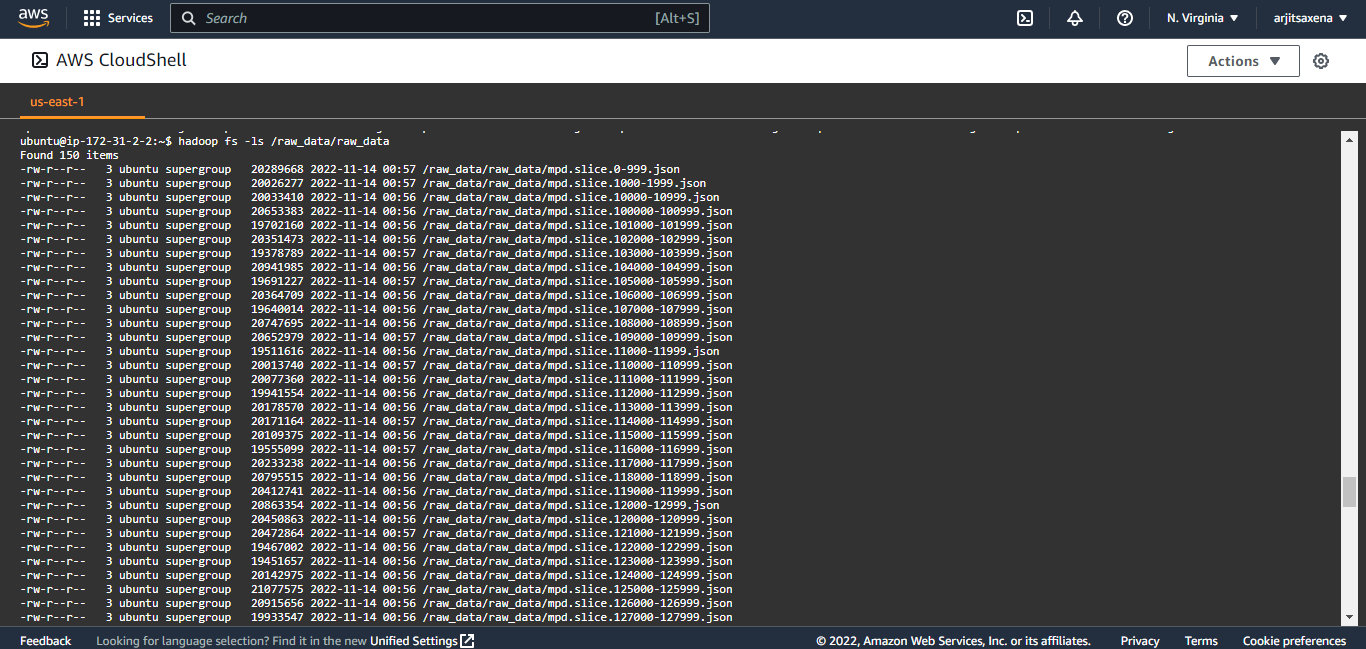 aws Services Search [Alt+S] N. Virginia arjitsaxena
AWS CloudShell Actions
us-east-1
ubuntu@ip-172-31-2-2:~$ hadoop fs -ls /raw_data/raw_data
Found 150 items
-rw-r--r-- 3 ubuntu supergroup 20289668 2022-11-14 00:57 /raw_data/raw_data/mpd.slice.0-999.json
-rw-r--r-- 3 ubuntu supergroup 20026277 2022-11-14 00:57 /raw_data/raw_data/mpd.slice.1000-1999.json
-rw-r--r-- 3 ubuntu supergroup 20033410 2022-11-14 00:56 /raw_data/raw_data/mpd.slice.10000-10999.json
-rw-r--r-- 3 ubuntu supergroup 20653383 2022-11-14 00:56 /raw_data/raw_data/mpd.slice.100000-100999.json
-rw-r--r-- 3 ubuntu supergroup 19702160 2022-11-14 00:56 /raw_data/raw_data/mpd.slice.101000-101999.json
-rw-r--r-- 3 ubuntu supergroup 20351473 2022-11-14 00:56 /raw_data/raw_data/mpd.slice.102000-102999.json
-rw-r--r-- 3 ubuntu supergroup 19378789 2022-11-14 00:57 /raw_data/raw_data/mpd.slice.103000-103999.json
-rw-r--r-- 3 ubuntu supergroup 20941985 2022-11-14 00:56 /raw_data/raw_data/mpd.slice.104000-104999.json
-rw-r--r-- 3 ubuntu supergroup 19691227 2022-11-14 00:57 /raw_data/raw_data/mpd.slice.105000-105999.json
-rw-r--r-- 3 ubuntu supergroup 20364709 2022-11-14 00:56 /raw_data/raw_data/mpd.slice.106000-106999.json
-rw-r--r-- 3 ubuntu supergroup 19640014 2022-11-14 00:57 /raw_data/raw_data/mpd.slice.107000-107999.json
-rw-r--r-- 3 ubuntu supergroup 20747695 2022-11-14 00:56 /raw_data/raw_data/mpd.slice.108000-108999.json
-rw-r--r-- 3 ubuntu supergroup 20652979 2022-11-14 00:57 /raw_data/raw_data/mpd.slice.109000-109999.json
-rw-r--r-- 3 ubuntu supergroup 19511616 2022-11-14 00:56 /raw_data/raw_data/mpd.slice.11000-11999.json
-rw-r--r-- 3 ubuntu supergroup 20013740 2022-11-14 00:57 /raw_data/raw_data/mpd.slice.110000-110999.json
-rw-r--r-- 3 ubuntu supergroup 20077360 2022-11-14 00:56 /raw_data/raw_data/mpd.slice.111000-111999.json
-rw-r--r-- 3 ubuntu supergroup 19941554 2022-11-14 00:56 /raw_data/raw_data/mpd.slice.112000-112999.json
-rw-r--r-- 3 ubuntu supergroup 20178570 2022-11-14 00:56 /raw_data/raw_data/mpd.slice.113000-113999.json
-rw-r--r-- 3 ubuntu supergroup 20171164 2022-11-14 00:57 /raw_data/raw_data/mpd.slice.114000-114999.json
-rw-r--r-- 3 ubuntu supergroup 20109375 2022-11-14 00:56 /raw_data/raw_data/mpd.slice.115000-115999.json
-rw-r--r-- 3 ubuntu supergroup 19555099 2022-11-14 00:57 /raw_data/raw_data/mpd.slice.116000-116999.json
-rw-r--r-- 3 ubuntu supergroup 20233238 2022-11-14 00:56 /raw_data/raw_data/mpd.slice.117000-117999.json
-rw-r--r-- 3 ubuntu supergroup 20795515 2022-11-14 00:56 /raw_data/raw_data/mpd.slice.118000-118999.json
-rw-r--r-- 3 ubuntu supergroup 20412741 2022-11-14 00:56 /raw_data/raw_data/mpd.slice.119000-119999.json
-rw-r--r-- 3 ubuntu supergroup 20863354 2022-11-14 00:56 /raw_data/raw_data/mpd.slice.12000-12999.json
-rw-r--r-- 3 ubuntu supergroup 20450863 2022-11-14 00:56 /raw_data/raw_data/mpd.slice.120000-120999.json
-rw-r--r-- 3 ubuntu supergroup 20472864 2022-11-14 00:57 /raw_data/raw_data/mpd.slice.121000-121999.json
-rw-r--r-- 3 ubuntu supergroup 19467002 2022-11-14 00:56 /raw_data/raw_data/mpd.slice.122000-122999.json
-rw-r--r-- 3 ubuntu supergroup 19451657 2022-11-14 00:56 /raw_data/raw_data/mpd.slice.123000-123999.json
-rw-r--r-- 3 ubuntu supergroup 20142975 2022-11-14 00:56 /raw_data/raw_data/mpd.slice.124000-124999.json
-rw-r--r-- 3 ubuntu supergroup 21077575 2022-11-14 00:56 /raw_data/raw_data/mpd.slice.125000-125999.json
-rw-r--r-- 3 ubuntu supergroup 20915656 2022-11-14 00:56 /raw_data/raw_data/mpd.slice.126000-126999.json
-rw-r--r-- 3 ubuntu supergroup 19933547 2022-11-14 00:56 /raw_data/raw_data/mpd.slice.127000-127999.json
Feedback Looking for language selection? Find it in the new Unified Settings © 2022, Amazon Web Services, Inc. or its affiliates. Privacy Terms Cookie preferences